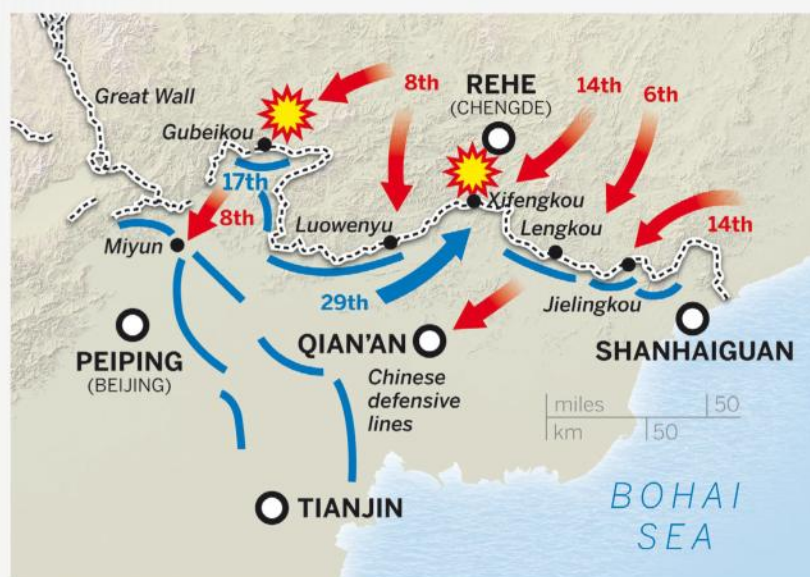 Great Wall
8th
REHE
(CHENGDE)
14th
6th
Gubeikou
17th
Xifengkou
Luowenyu
Lengkou
14th
8th
Miyun
29th
Jielingkou
PEIPING
(BEIJING)
QIAN'AN
SHANHAIGUAN
Chinese
defensive
lines
miles
50
km
50
TIANJIN
BOHAI
SEA